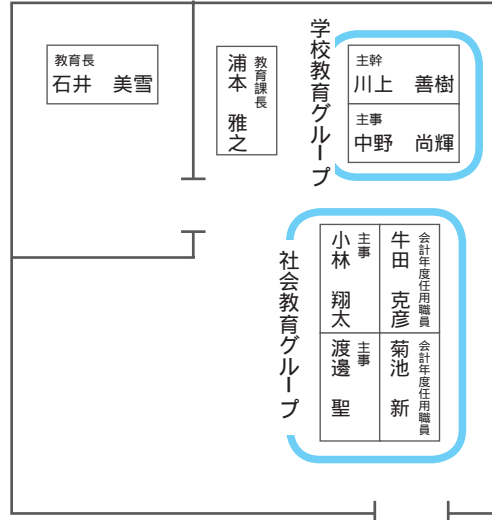 教育長
石井 美雪
教育課長
浦本 雅之
学校教育グループ
主幹
川上 善樹
主事
中野 尚輝
社会教育グループ
主事
小林 翔太
会計年度任用職員
牛田 克彦
主事
渡邊 聖
会計年度任用職員
菊池 新